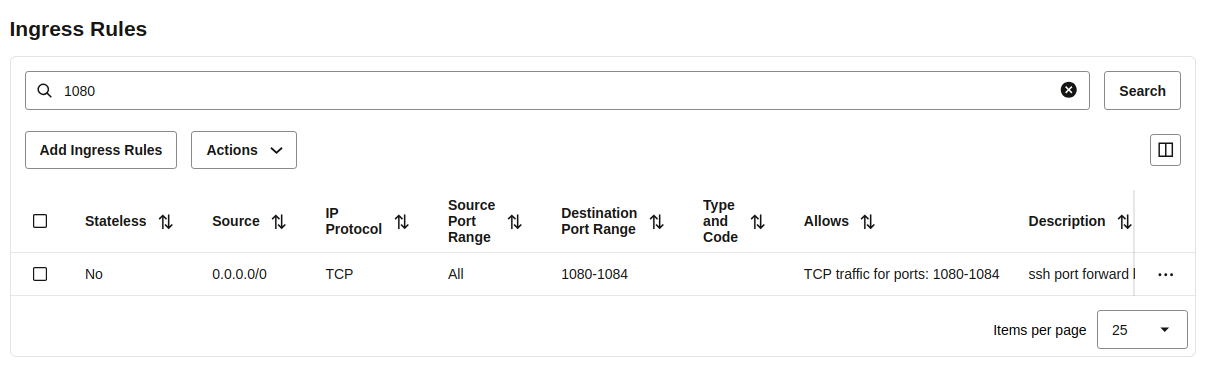 Ingress Rules
1080
Search
Add Ingress Rules
Actions
Stateless
Source
IP
Protocol
Source
Port
Range
Destination
Port Range
Type
and
Code
Allows
Description
No
0.0.0.0/0
TCP
All
1080-1084
TCP traffic for ports: 1080-1084
ssh port forward
Items per page
25